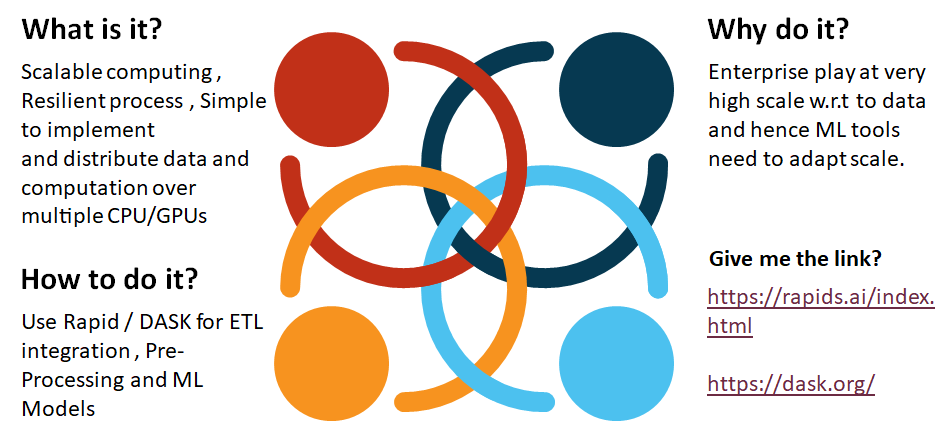 What is it?
Scalable computing ,
Resilient process , Simple
to implement
and distribute data and
computation over
multiple CPU/GPUs
How to do it?
Use Rapid / DASK for ETL
integration , Pre-
Processing and ML
Models
Why do it?
Enterprise play at very
high scale w.r.t to data
and hence ML tools
need to adapt scale.
Give me the link?
https://rapids.ai/index.
html
https://dask.org/